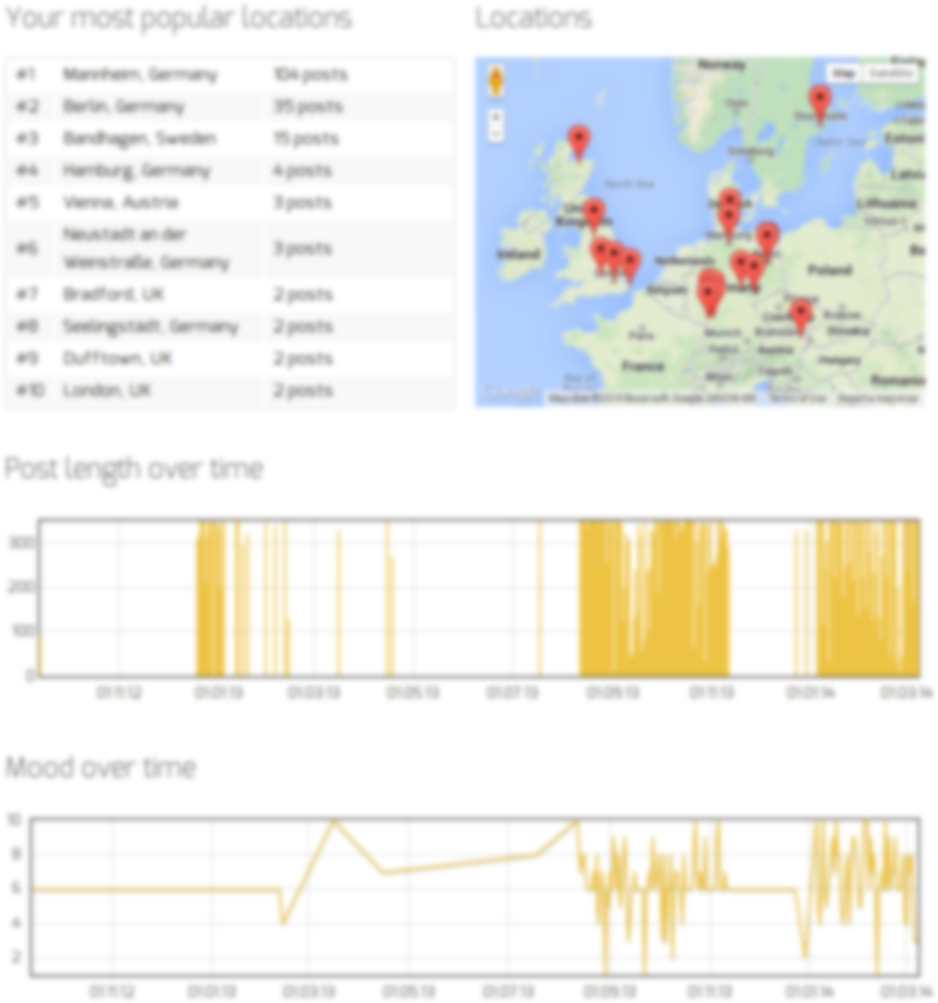 Your most popular locations
#1 Mannheim, Germany 104 posts
#2 Berlin, Germany 35 posts
#3 Bandhagen, Sweden 15 posts
#4 Hamburg, Germany 4 posts
#5 Vienna, Austria 3 posts
#6 Neustadt an der
Weinstraße, Germany 3 posts
#7 Bradford, UK 2 posts
#8 Seelingstädt, Germany 2 posts
#9 Dufftown, UK 2 posts
#10 London, UK 2 posts
Locations
Norway
Map Satellite
North Sea
Lithuania
Ireland
Netherlands
Poland
Belgium
Paris
France
Munich
Austria
Slovakia
Hungary
Romania
Google
Terms of Use
Post length over time
300
200
100
0
01.11.12 01.01.13 01.03.13 01.05.13 01.07.13 01.09.13 01.11.13 01.01.14 01.03.14
Mood over time
10
8
6
4
2
01.11.12 01.01.13 01.03.13 01.05.13 01.07.13 01.09.13 01.11.13 01.01.14 01.03.14